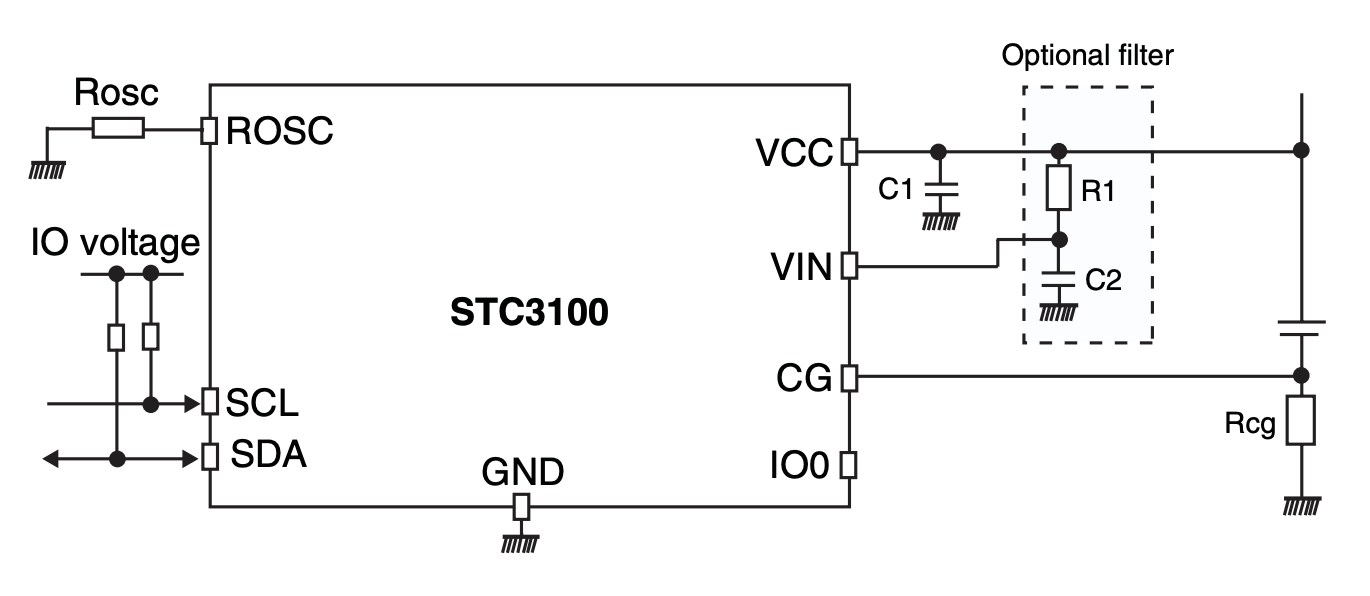 Optional filter
Rosc
ROSC
VCC
C1
R1
IO voltage
VIN
C2
STC3100
CG
SCL
Rcg
SDA
IO0
GND